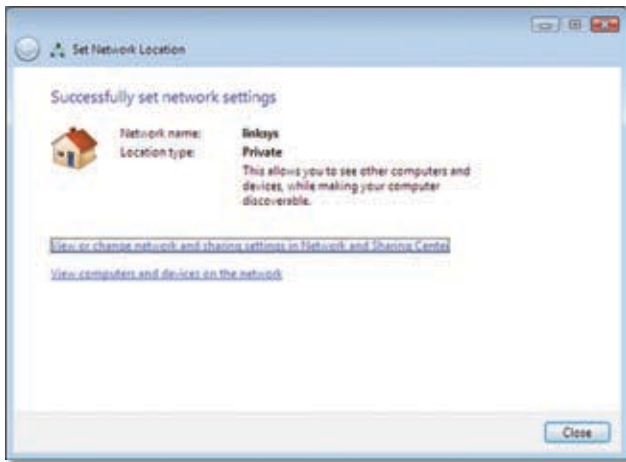 Set Network Location
Successfully set network settings
Network name: linksys
Location type: Private
This allows you to see other computers and
devices, while making your computer
discoverable.
View or change network and sharing settings in Network and Sharing Center
View computers and devices on the network
Close